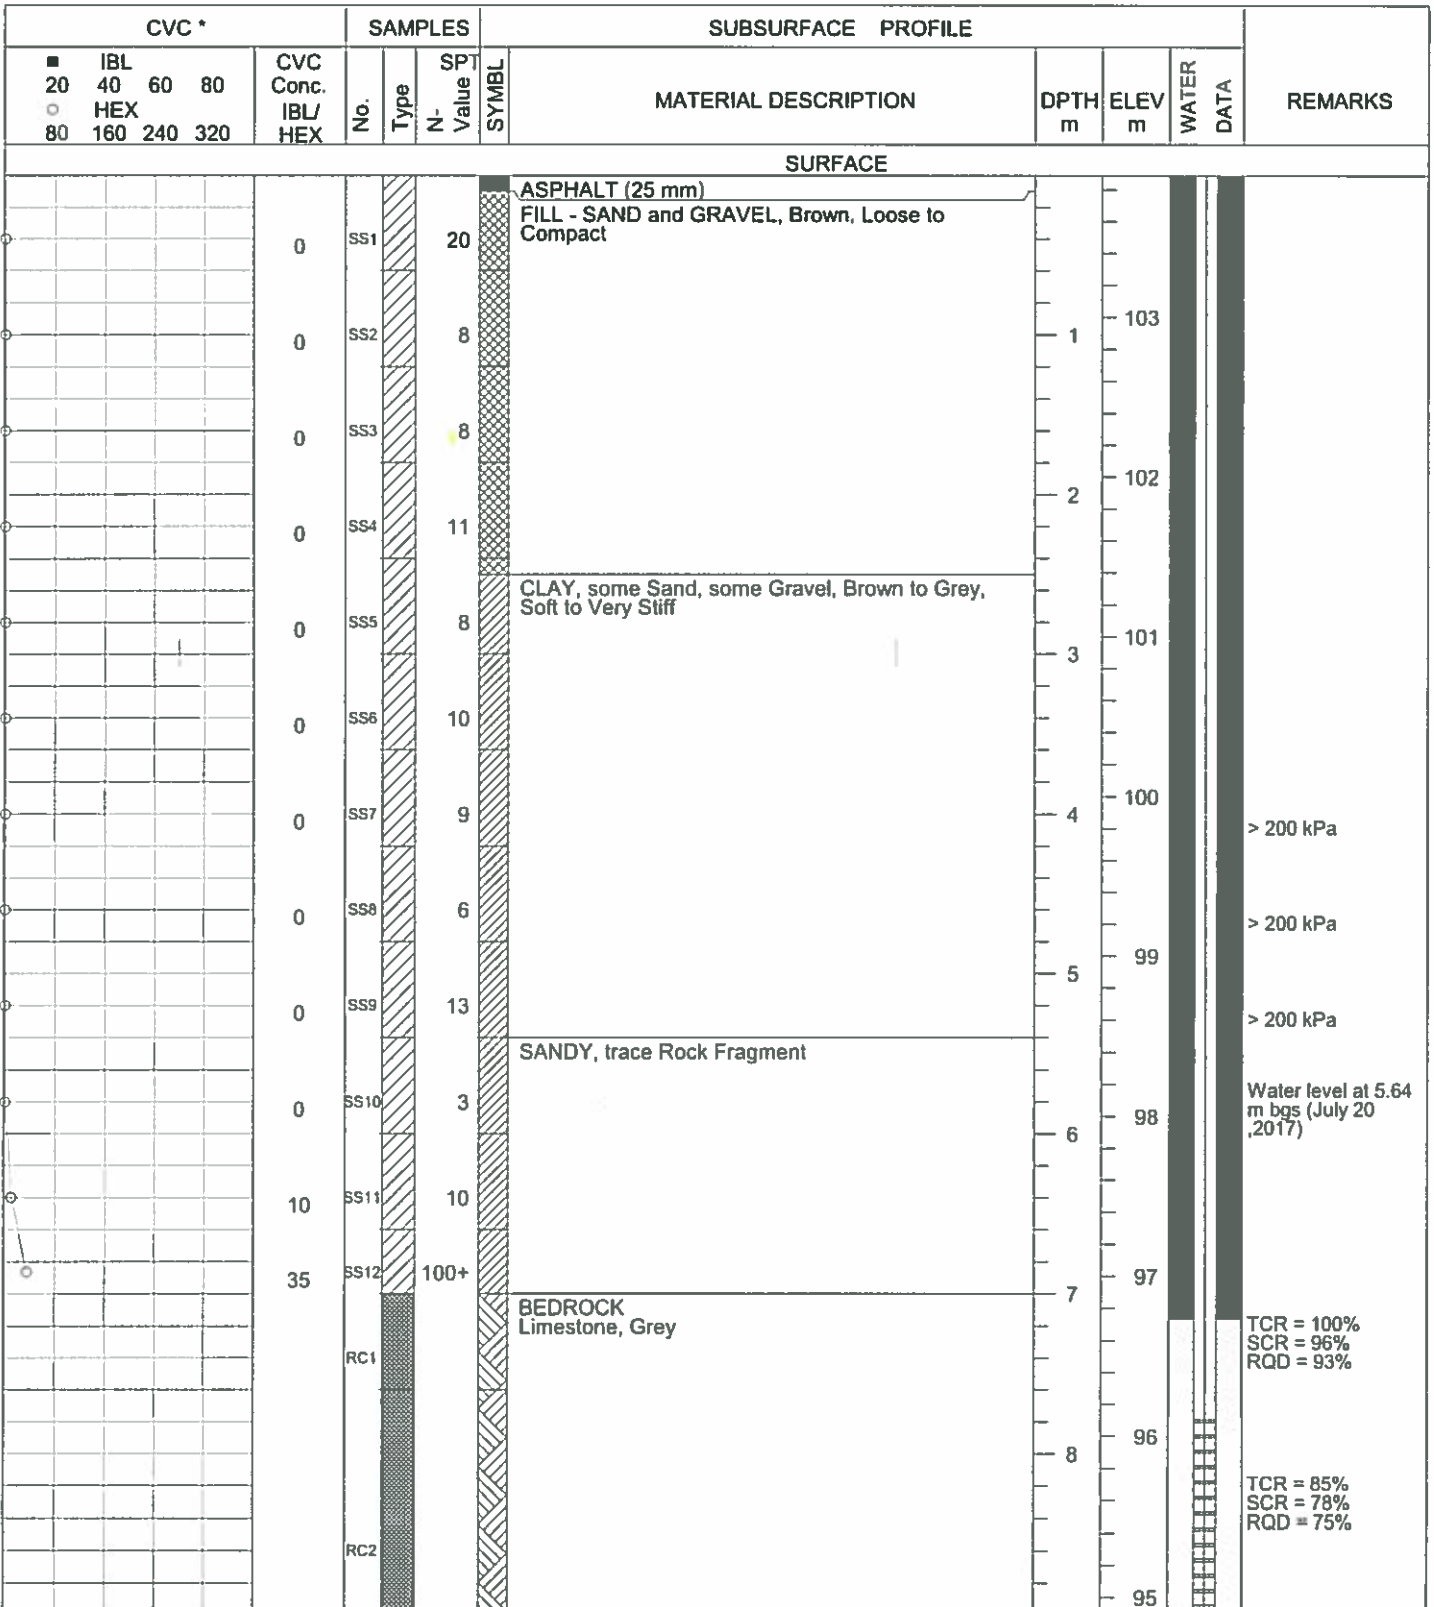 CVC *
SAMPLES
SUBSURFACE PROFILE
■ IBL
20 40 60 80
○ HEX
80 160 240 320
CVC
Conc.
IBL/
HEX
No.
Type
SPT
N-
Value
SYMBL
MATERIAL DESCRIPTION
DPTH
m
ELEV
m
WATER
DATA
REMARKS
SURFACE
ASPHALT (25 mm)
FILL - SAND and GRAVEL, Brown, Loose to
Compact
0 SS1 20
103
0 SS2 8 1
0 SS3 8
102
2
0 SS4 11
CLAY, some Sand, some Gravel, Brown to Grey,
Soft to Very Stiff
0 SS5 8
101
3
0 SS6 10
100
0 SS7 9 4
> 200 kPa
0 SS8 6
> 200 kPa
99
5
0 SS9 13
> 200 kPa
SANDY, trace Rock Fragment
0 SS10 3
Water level at 5.64
m bgs (July 20
,2017)
98
6
10 SS11 10
35 SS12 100+
97
7
BEDROCK
Limestone, Grey
TCR = 100%
SCR = 96%
RQD = 93%
RC1
96
8
TCR = 85%
SCR = 78%
RQD = 75%
RC2
95